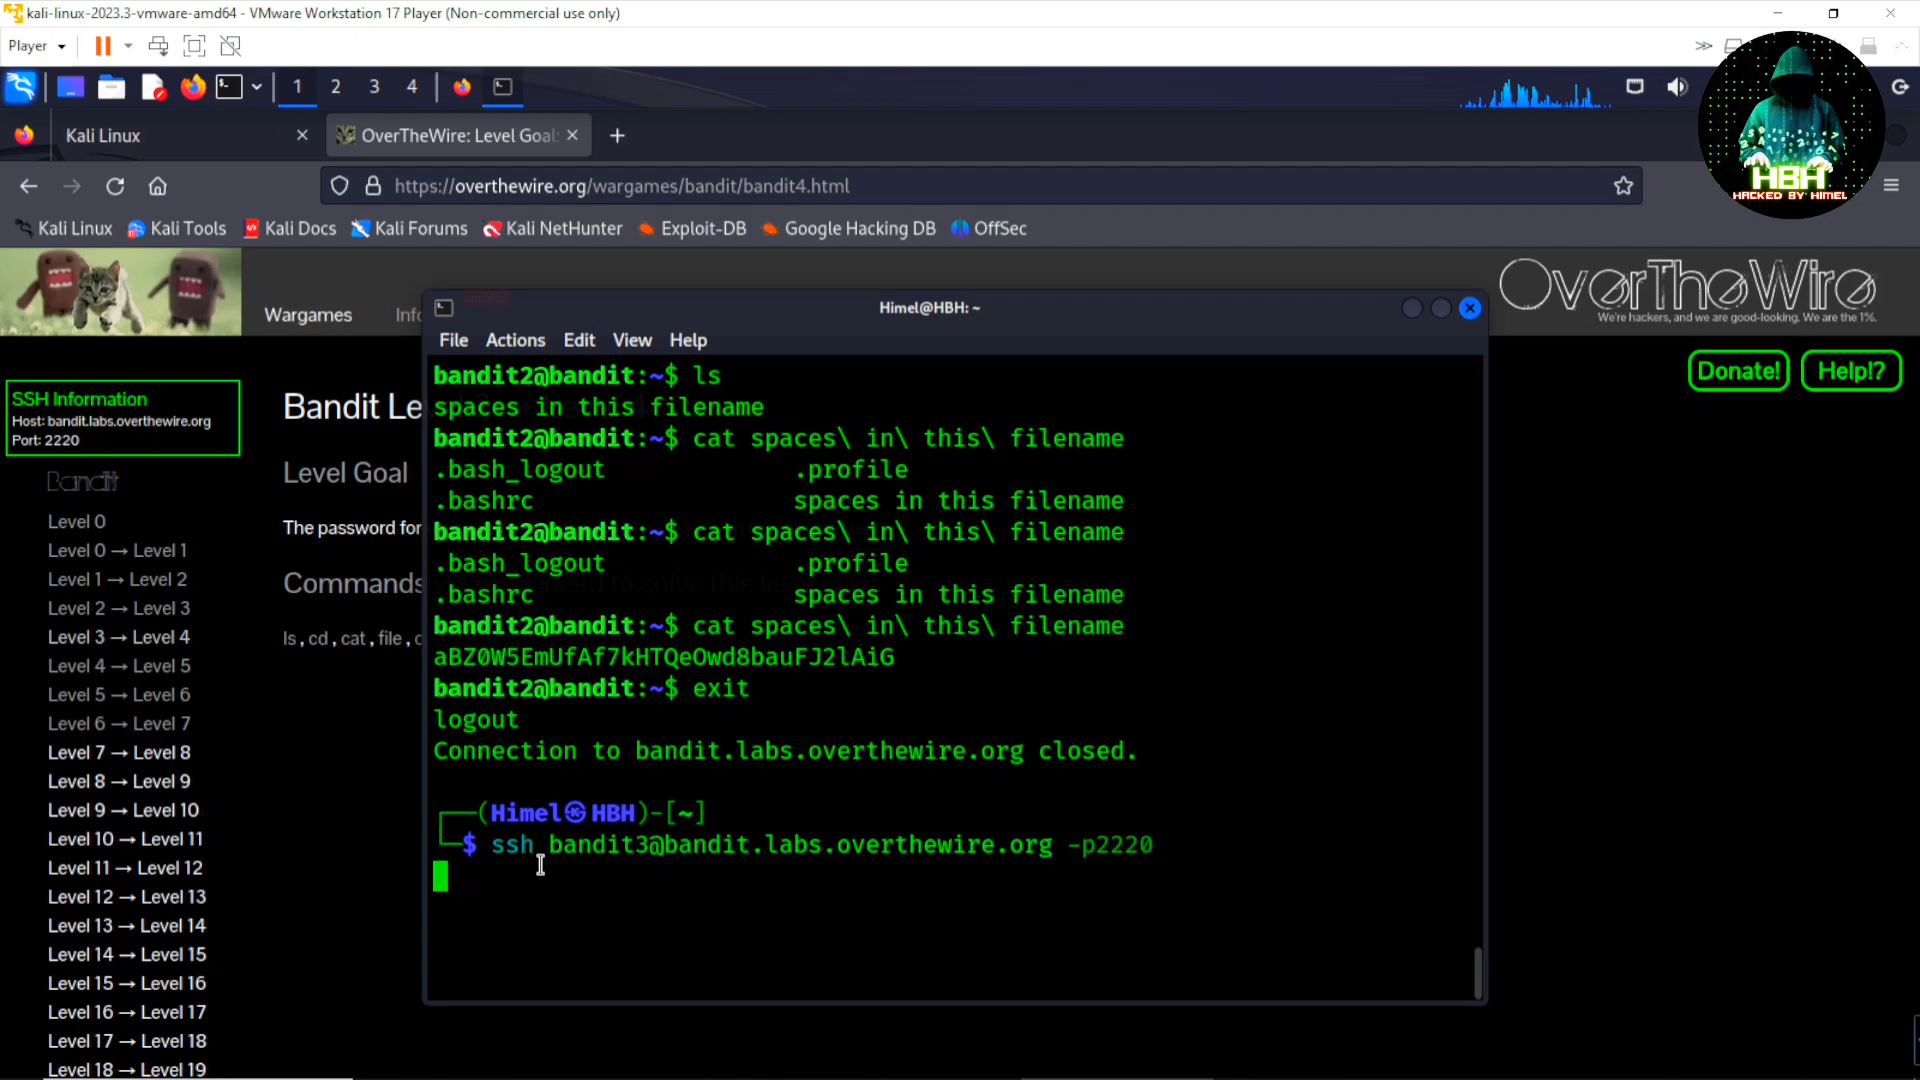 kali-linux-2023.3-vmware-amd64 - VMware Workstation 17 Player (Non-commercial use only)
Player
1 2 3 4
Kali Linux
OverTheWire: Level Goal:
https://overthewire.org/wargames/bandit/bandit4.html
Kali Linux Kali Tools Kali Docs Kali Forums Kali NetHunter Exploit-DB Google Hacking DB OffSec
HBH
HACKED BY HIMEL
Wargames
OverTheWire
We're hackers, and we are good-looking. We are the 1%.
Donate! Help!?
SSH Information
Host: bandit.labs.overthewire.org
Port: 2220
Bandit
Level 0
Level 0 → Level 1
Level 1 → Level 2
Level 2 → Level 3
Level 3 → Level 4
Level 4 → Level 5
Level 5 → Level 6
Level 6 → Level 7
Level 7 → Level 8
Level 8 → Level 9
Level 9 → Level 10
Level 10 → Level 11
Level 11 → Level 12
Level 12 → Level 13
Level 13 → Level 14
Level 14 → Level 15
Level 15 → Level 16
Level 16 → Level 17
Level 17 → Level 18
Level 18 → Level 19
Bandit Le
Level Goal
The password for
Commands
ls, cd, cat, file,
Himel@HBH: ~
File Actions Edit View Help
bandit2@bandit:~$ ls
spaces in this filename
bandit2@bandit:~$ cat spaces\ in\ this\ filename
.bash_logout .profile
.bashrc spaces in this filename
bandit2@bandit:~$ cat spaces\ in\ this\ filename
.bash_logout .profile
.bashrc spaces in this filename
bandit2@bandit:~$ cat spaces\ in\ this\ filename
aBZ0W5EmUfAf7kHTQeOwd8bauFJ2lAiG
bandit2@bandit:~$ exit
logout
Connection to bandit.labs.overthewire.org closed.
┌──(Himel㉿HBH)-[~]
└─$ ssh bandit3@bandit.labs.overthewire.org -p2220